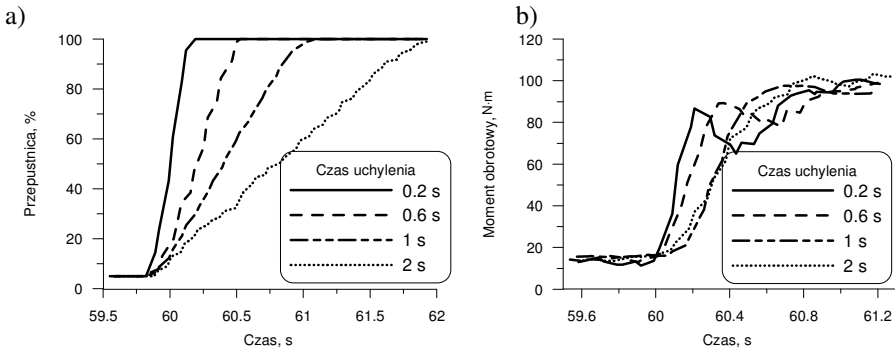 a)
100
80
60
40
20
0
Przepustnica, %
59.5 60 60.5 61 61.5 62
Czas, s
Czas uchylenia
0.2 s
0.6 s
1 s
2 s
b)
120
100
80
60
40
20
0
Moment obrotowy, N·m
59.6 60 60.4 60.8 61.2
Czas, s
Czas uchylenia
0.2 s
0.6 s
1 s
2 s